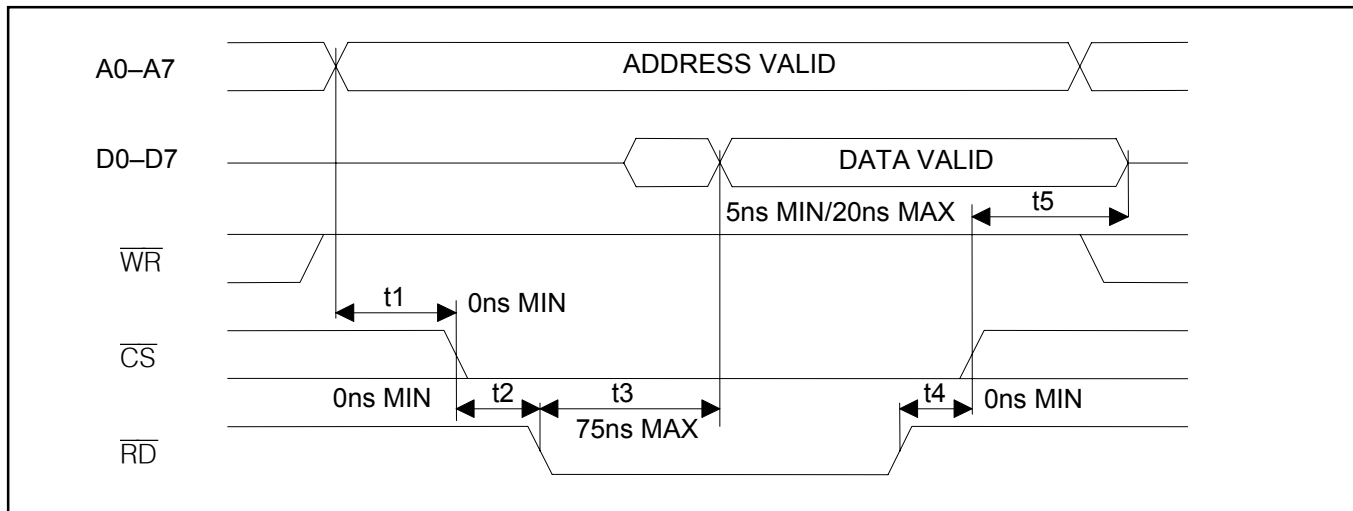 A0–A7
ADDRESS VALID
D0–D7
DATA VALID
5ns MIN/20ns MAX
t5
WR
t1
0ns MIN
CS
0ns MIN
t2
t3
t4
0ns MIN
75ns MAX
RD